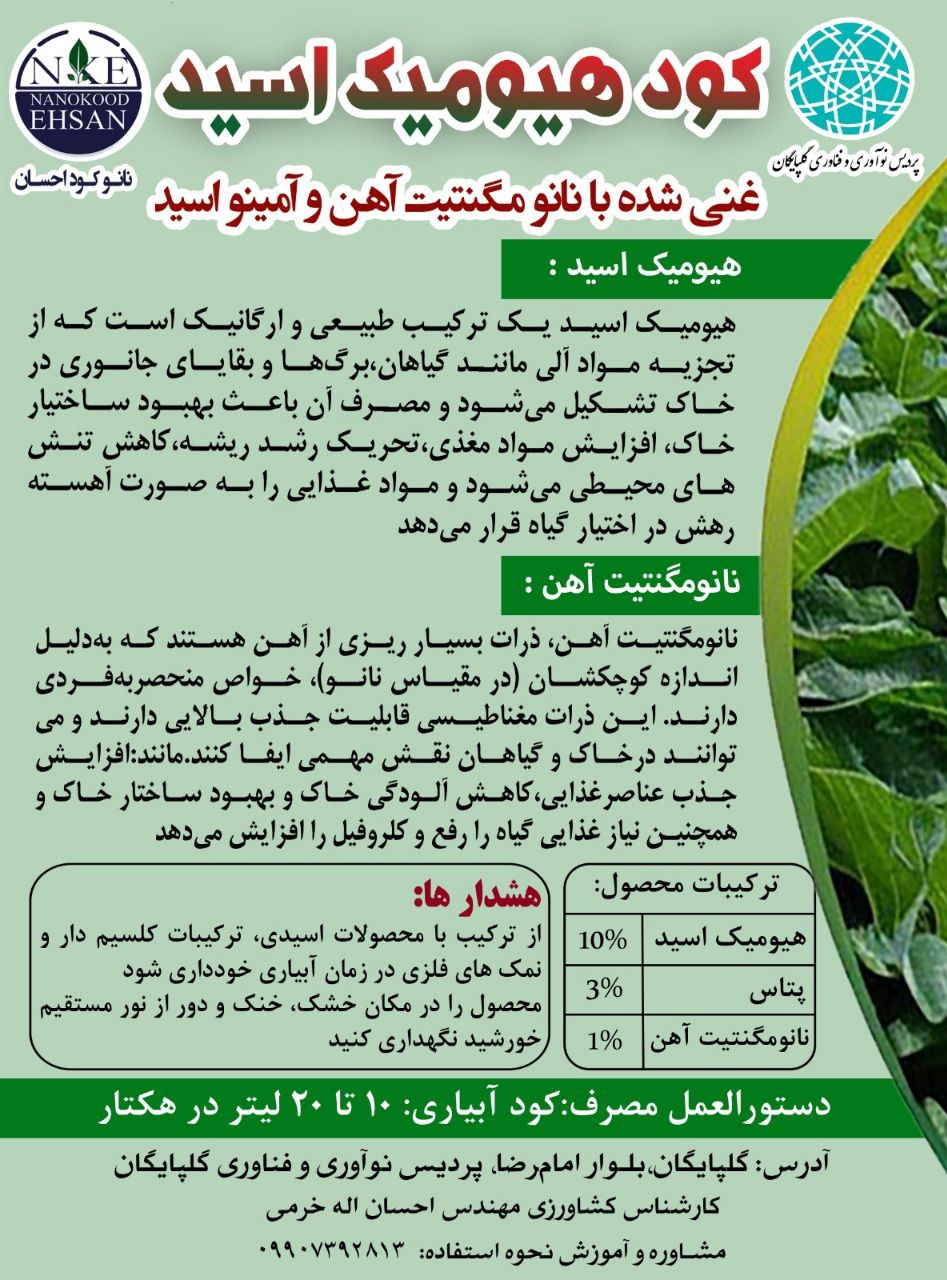 کود هیومیک اسید
NKE
NANOKOOD
EHSAN
نانو کود احسان
پردیس نوآوری و فناوری گلپایگان
غنی شده با نانو مگنتیت آهن و آمینو اسید
هیومیک اسید :
هیومیک اسید یک ترکیب طبیعی و ارگانیک است که از
تجزیه مواد آلی مانند گیاهان،برگ‌ها و بقایای جانوری در
خاک تشکیل می‌شود و مصرف آن باعث بهبود ساختیار
خاک، افزایش مواد مغذی،تحریک رشد ریشه،کاهش تنش
های محیطی می‌شود و مواد غذایی را به صورت آهسته
رهش در اختیار گیاه قرار می‌دهد
نانومگنتیت آهن :
نانومگنتیت آهن، ذرات بسیار ریزی از آهن هستند که به‌دلیل
اندازه کوچکشان (در مقیاس نانو)، خواص منحصربه‌فردی
دارند. این ذرات مغناطیسی قابلیت جذب بالایی دارند و می
توانند درخاک و گیاهان نقش مهمی ایفا کنند.مانند:افزایش
جذب عناصرغذایی،کاهش آلودگی خاک و بهبود ساختار خاک و
همچنین نیاز غذایی گیاه را رفع و کلروفیل را افزایش می‌دهد
ترکیبات محصول:
هیومیک اسید 10%
پتاس 3%
نانومگنتیت آهن 1%
هشدار ها:
از ترکیب با محصولات اسیدی، ترکیبات کلسیم دار و
نمک های فلزی در زمان آبیاری خودداری شود
محصول را در مکان خشک، خنک و دور از نور مستقیم
خورشید نگهداری کنید
دستورالعمل مصرف:کود آبیاری: ۱۰ تا ۲۰ لیتر در هکتار
آدرس: گلپایگان،بلوار امام‌رضا، پردیس نوآوری و فناوری گلپایگان
کارشناس کشاورزی مهندس احسان اله خرمی
مشاوره و آموزش نحوه استفاده: ۰۹۹۰۷۳۹۲۸۱۳